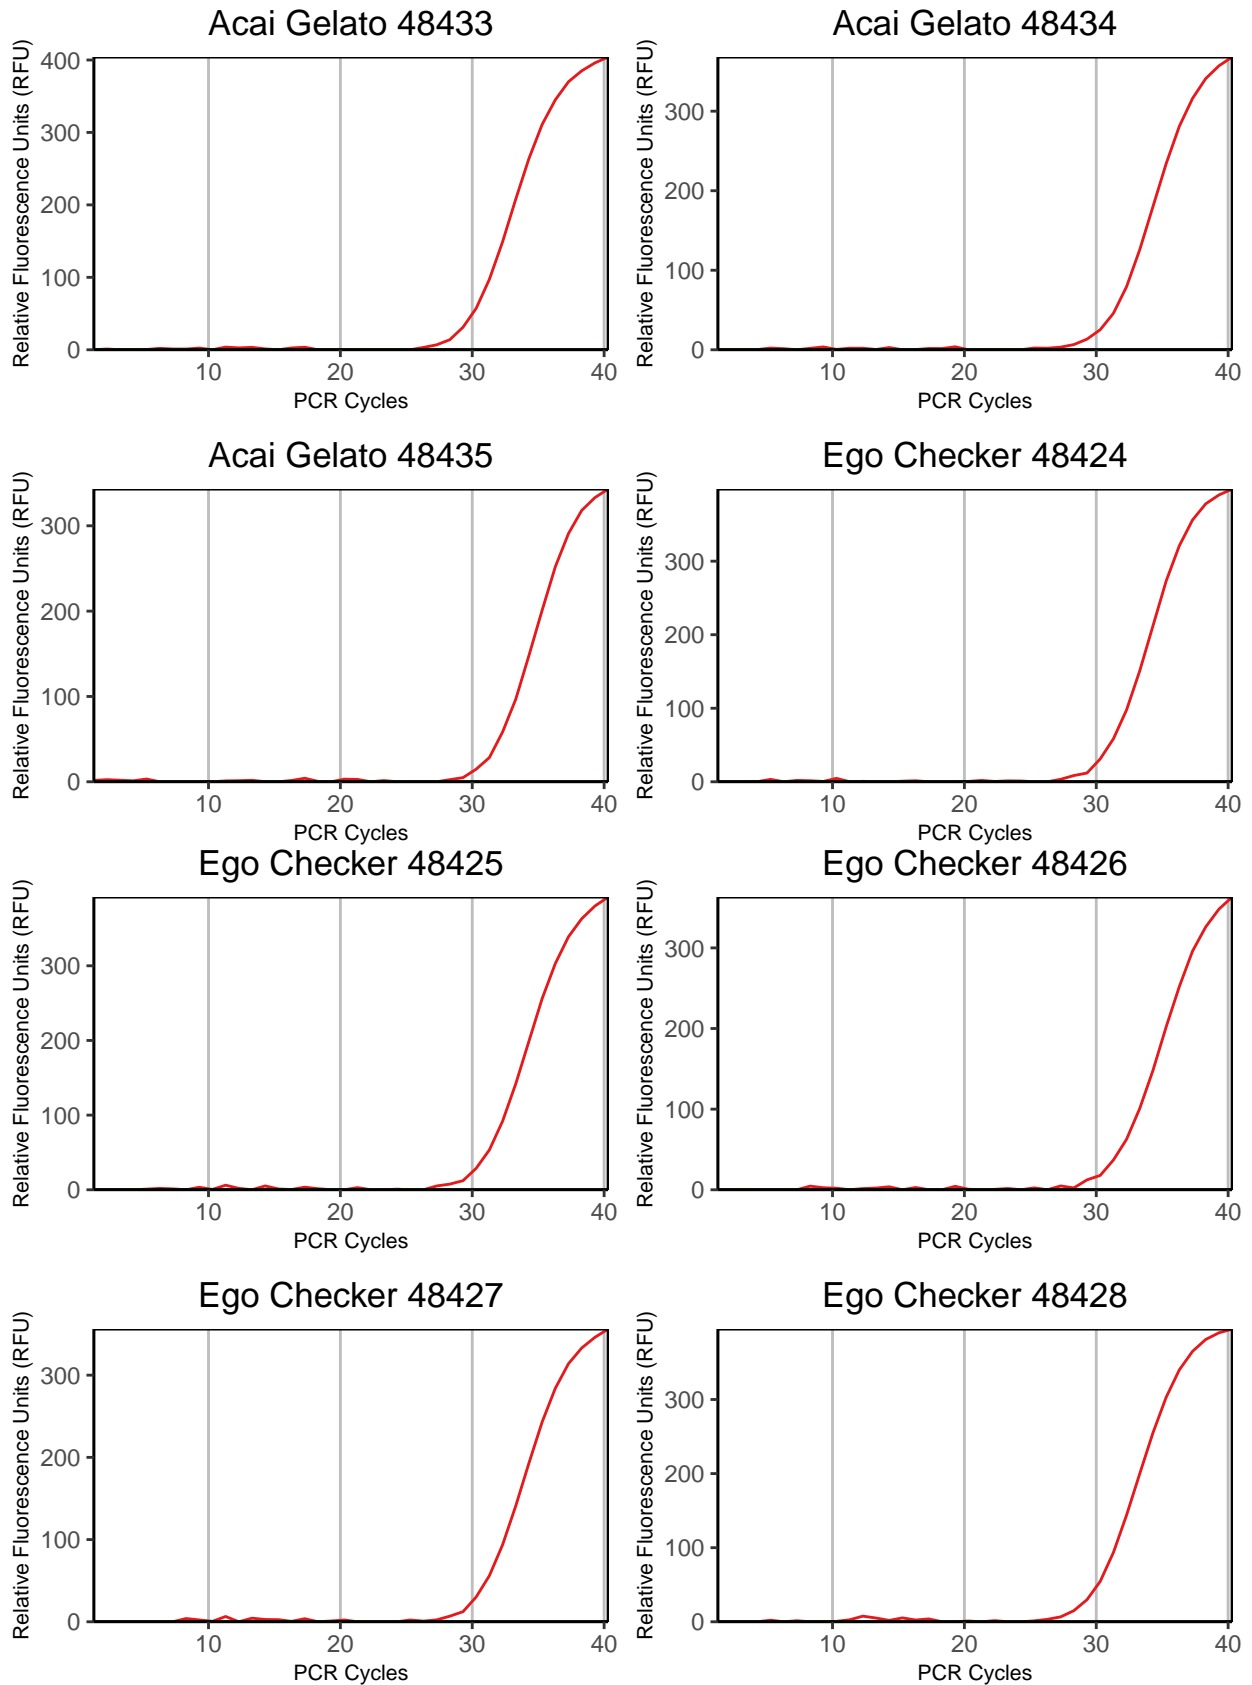 Acai Gelato 48433
Relative Fluorescence Units (RFU)
400
300
200
100
0
10 20 30 40
PCR Cycles
Acai Gelato 48434
Relative Fluorescence Units (RFU)
300
200
100
0
10 20 30 40
PCR Cycles
Acai Gelato 48435
Relative Fluorescence Units (RFU)
300
200
100
0
10 20 30 40
PCR Cycles
Ego Checker 48424
Relative Fluorescence Units (RFU)
300
200
100
0
10 20 30 40
PCR Cycles
Ego Checker 48425
Relative Fluorescence Units (RFU)
300
200
100
0
10 20 30 40
PCR Cycles
Ego Checker 48426
Relative Fluorescence Units (RFU)
300
200
100
0
10 20 30 40
PCR Cycles
Ego Checker 48427
Relative Fluorescence Units (RFU)
300
200
100
0
10 20 30 40
PCR Cycles
Ego Checker 48428
Relative Fluorescence Units (RFU)
300
200
100
0
10 20 30 40
PCR Cycles